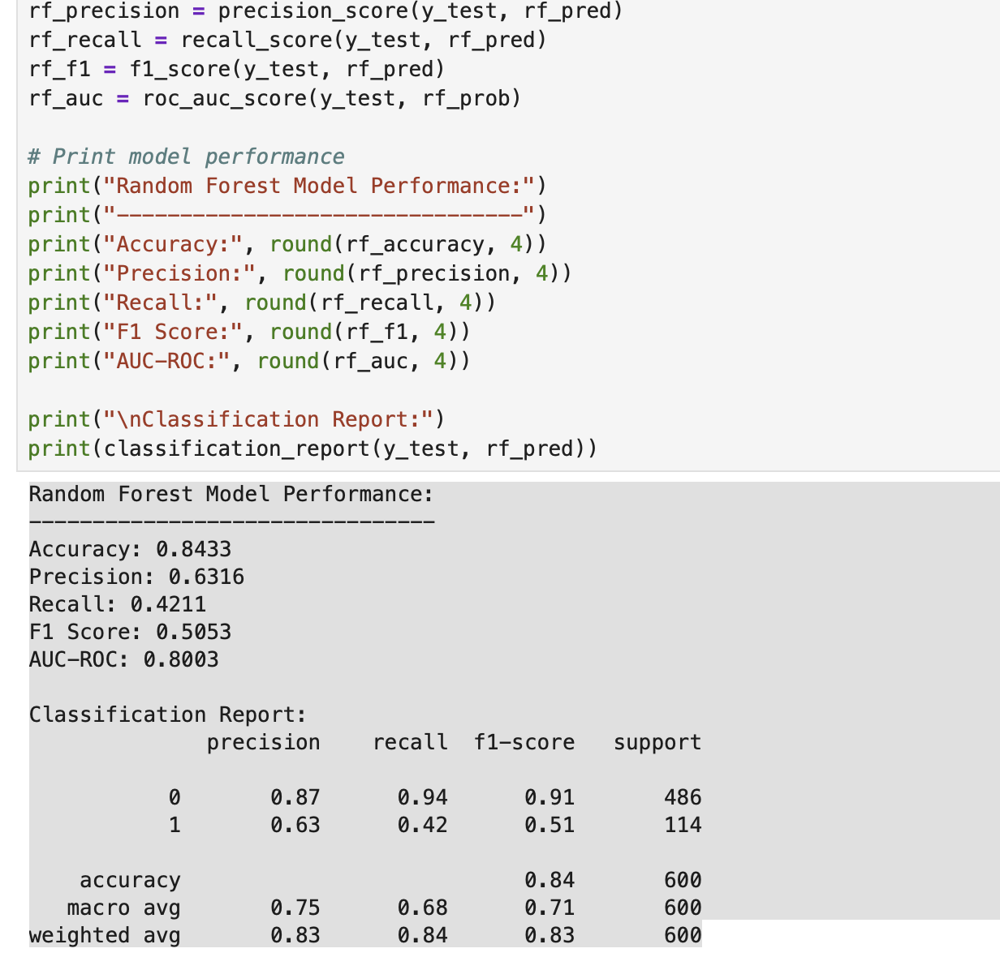 rf_precision = precision_score(y_test, rf_pred)
rf_recall = recall_score(y_test, rf_pred)
rf_f1 = f1_score(y_test, rf_pred)
rf_auc = roc_auc_score(y_test, rf_prob)
# Print model performance
print("Random Forest Model Performance:")
print("--------------------------------")
print("Accuracy:", round(rf_accuracy, 4))
print("Precision:", round(rf_precision, 4))
print("Recall:", round(rf_recall, 4))
print("F1 Score:", round(rf_f1, 4))
print("AUC-ROC:", round(rf_auc, 4))
print("\nClassification Report:")
print(classification_report(y_test, rf_pred))
Random Forest Model Performance:
--------------------------------
Accuracy: 0.8433
Precision: 0.6316
Recall: 0.4211
F1 Score: 0.5053
AUC-ROC: 0.8003
Classification Report:
precision recall f1-score support
0 0.87 0.94 0.91 486
1 0.63 0.42 0.51 114
accuracy 0.84 600
macro avg 0.75 0.68 0.71 600
weighted avg 0.83 0.84 0.83 600